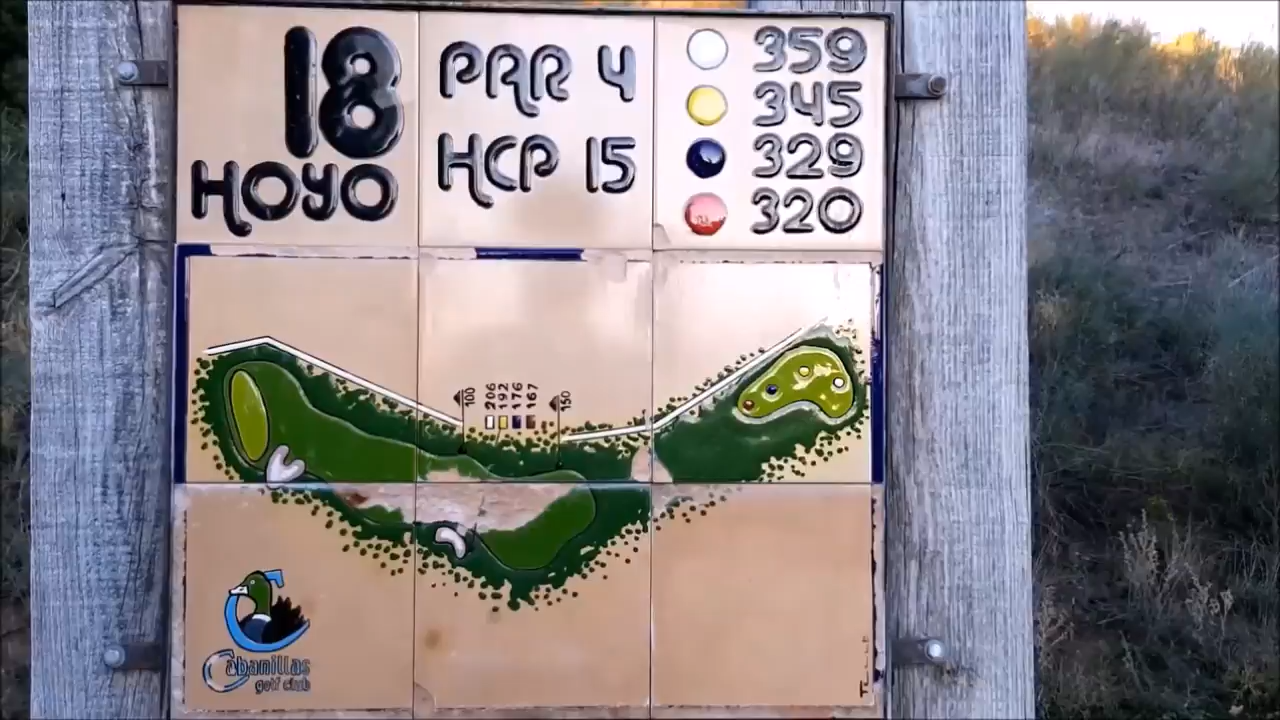 18
HOYO
PAR 4
HCP 15
359
345
329
320
100
206
192
176
167
150
Cabanillas
golf club